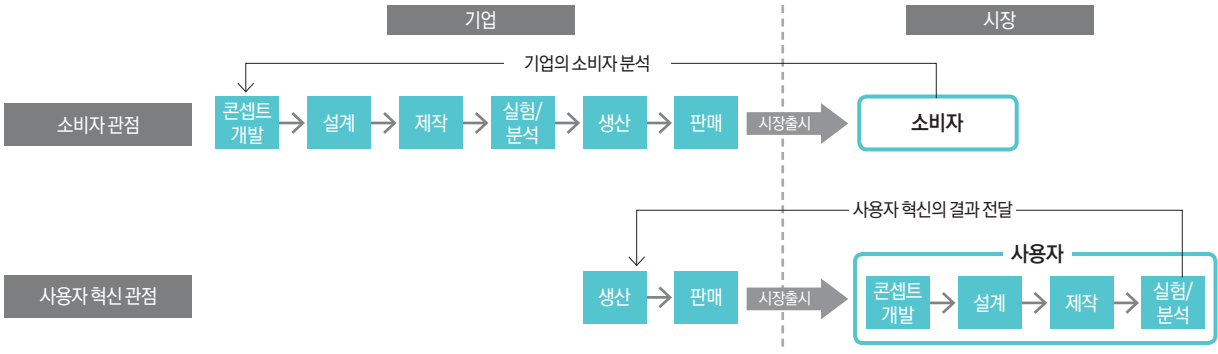 기업
시장
기업의 소비자 분석
소비자 관점
콘셉트
개발
설계
제작
실험/
분석
생산
판매
시장출시
소비자
사용자 혁신의 결과 전달
사용자 혁신 관점
생산
판매
시장출시
사용자
콘셉트
개발
설계
제작
실험/
분석